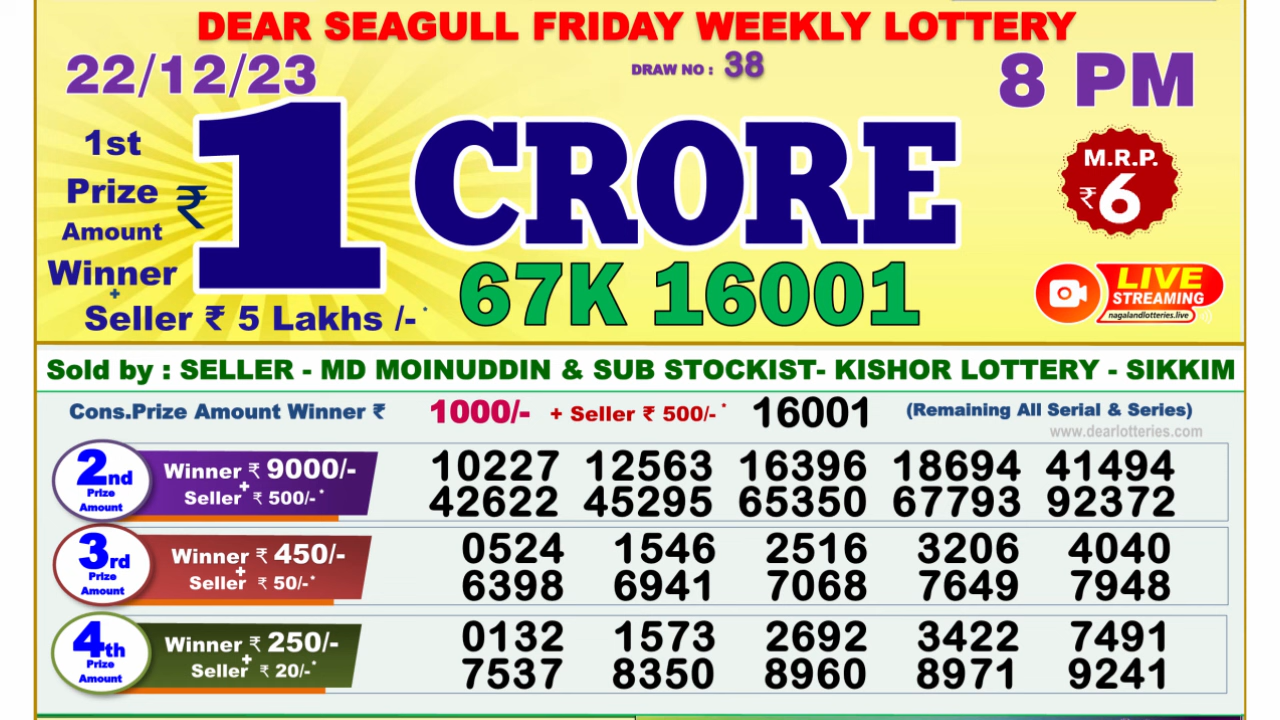 DEAR SEAGULL FRIDAY WEEKLY LOTTERY
22/12/23
DRAW NO : 38
8 PM
1st
Prize
Amount
Winner
+
Seller ₹ 5 Lakhs /-*
₹ 1 CRORE
67K 16001
M.R.P.
₹6
LIVE
STREAMING
nagalandlotteries.live
Sold by : SELLER - MD MOINUDDIN & SUB STOCKIST- KISHOR LOTTERY - SIKKIM
Cons.Prize Amount Winner ₹ 1000/- + Seller ₹ 500/-* 16001 (Remaining All Serial & Series)
www.dearlotteries.com
2nd
Prize
Amount
Winner ₹ 9000/-
+
Seller ₹ 500/-*
10227 12563 16396 18694 41494
42622 45295 65350 67793 92372
3rd
Prize
Amount
Winner ₹ 450/-
+
Seller ₹ 50/-*
0524 1546 2516 3206 4040
6398 6941 7068 7649 7948
4th
Prize
Amount
Winner ₹ 250/-
+
Seller ₹ 20/-*
0132 1573 2692 3422 7491
7537 8350 8960 8971 9241